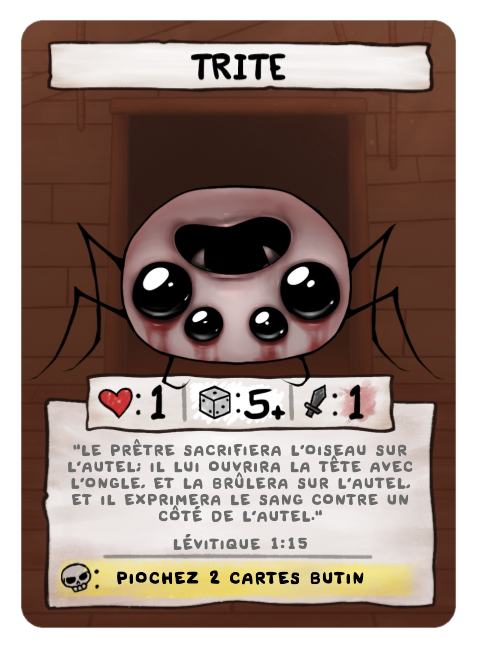 TRITE
:1 :5+ :1
"LE PRÊTRE SACRIFIERA L'OISEAU SUR
L'AUTEL; IL LUI OUVRIRA LA TÊTE AVEC
L'ONGLE, ET LA BRÛLERA SUR L'AUTEL,
ET IL EXPRIMERA LE SANG CONTRE UN
CÔTÉ DE L'AUTEL."
LÉVITIQUE 1:15
: PIOCHEZ 2 CARTES BUTIN